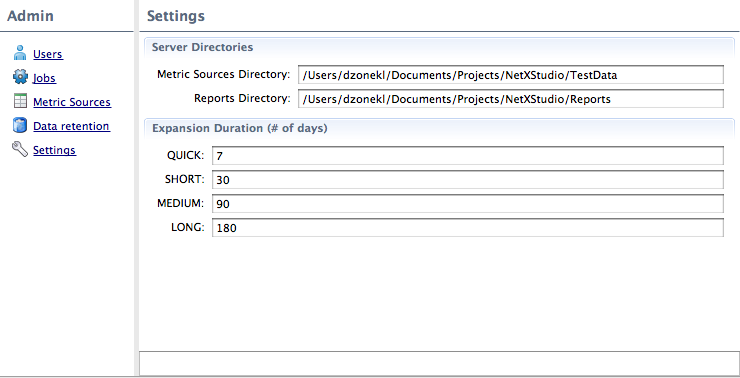 Admin
Users
Jobs
Metric Sources
Data retention
Settings
Settings
Server Directories
Metric Sources Directory: /Users/dzonekl/Documents/Projects/NetXStudio/TestData
Reports Directory: /Users/dzonekl/Documents/Projects/NetXStudio/Reports
Expansion Duration (# of days)
QUICK: 7
SHORT: 30
MEDIUM: 90
LONG: 180